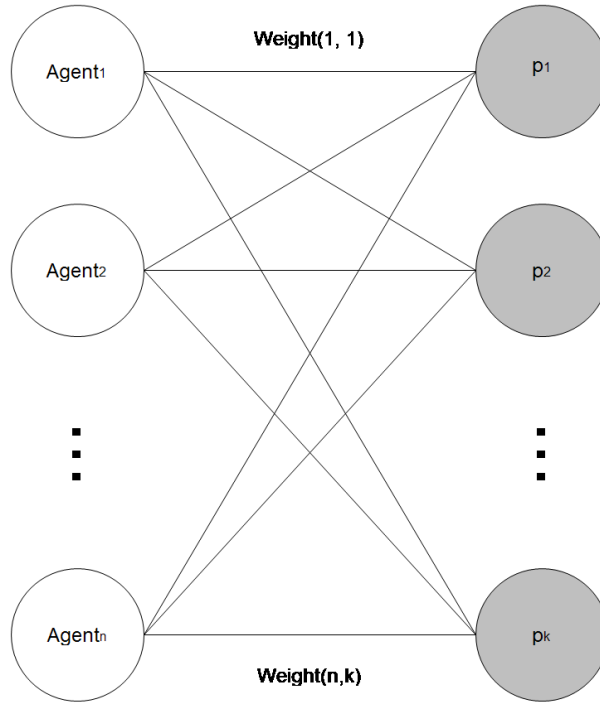 Weight(1, 1)
Agent1
p1
Agent2
p2
Agentn
pk
Weight(n,k)